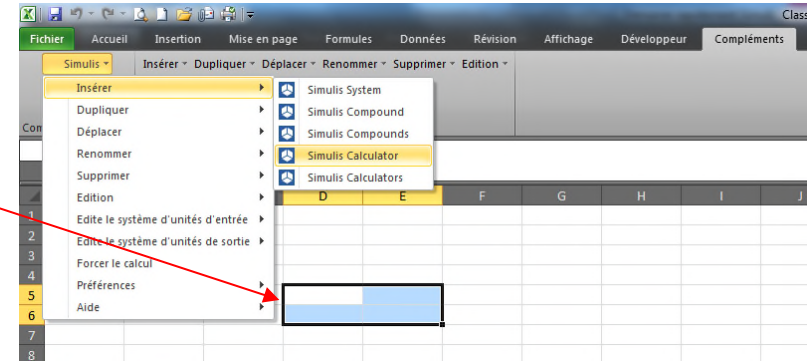 Class
Fichier Accueil Insertion Mise en page Formules Données Révision Affichage Développeur Compléments
Simulis Insérer Dupliquer Déplacer Renommer Supprimer Edition
Insérer
Simulis System
Dupliquer
Simulis Compound
Com
Déplacer
Simulis Compounds
Renommer
Simulis Calculator
Supprimer
Simulis Calculators
Edition
D E F G H I J
1
Edite le système d'unités d'entrée
2
Edite le système d'unités de sortie
3
Forcer le calcul
4
Préférences
5
Aide
6
7
8